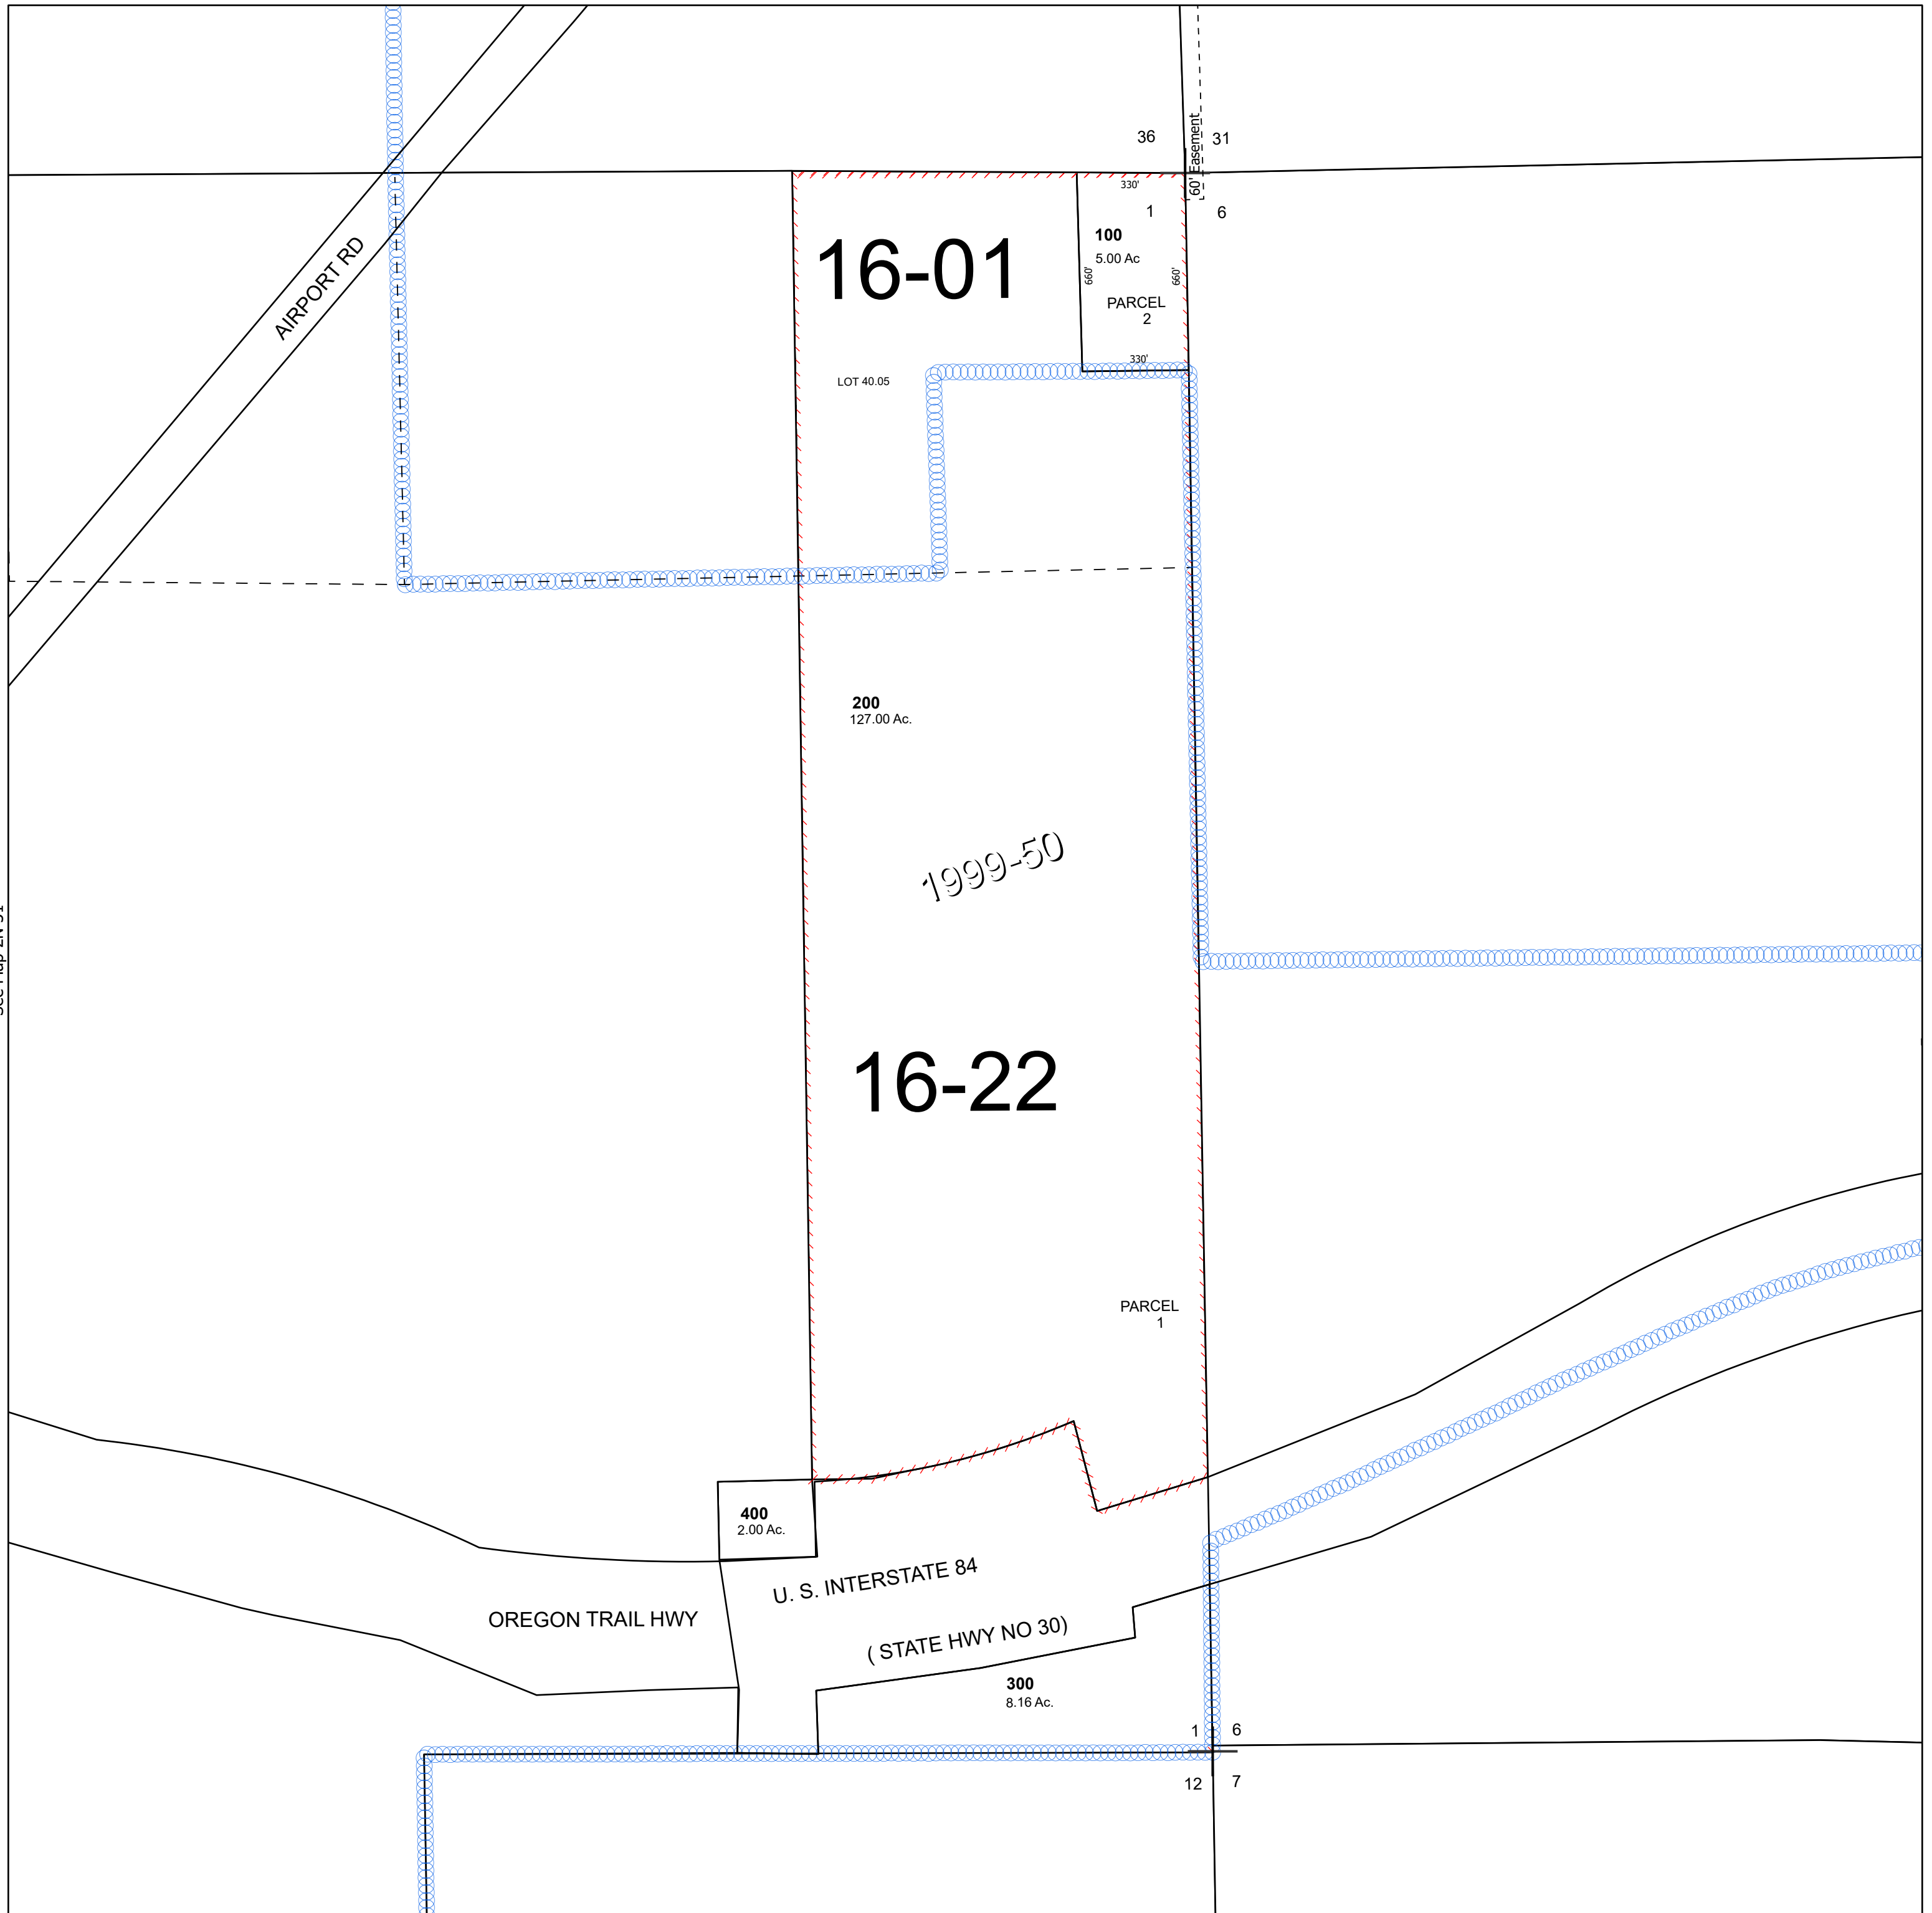 36
31
60' Easement
330'
1
6
16-01
100
5.00 Ac
660'
660'
AIRPORT RD
PARCEL
2
330'
LOT 40.05
200
127.00 Ac.
1999-50
16-22
PARCEL
1
400
2.00 Ac.
U. S. INTERSTATE 84
OREGON TRAIL HWY
( STATE HWY NO 30)
300
8.16 Ac.
1
6
12
7